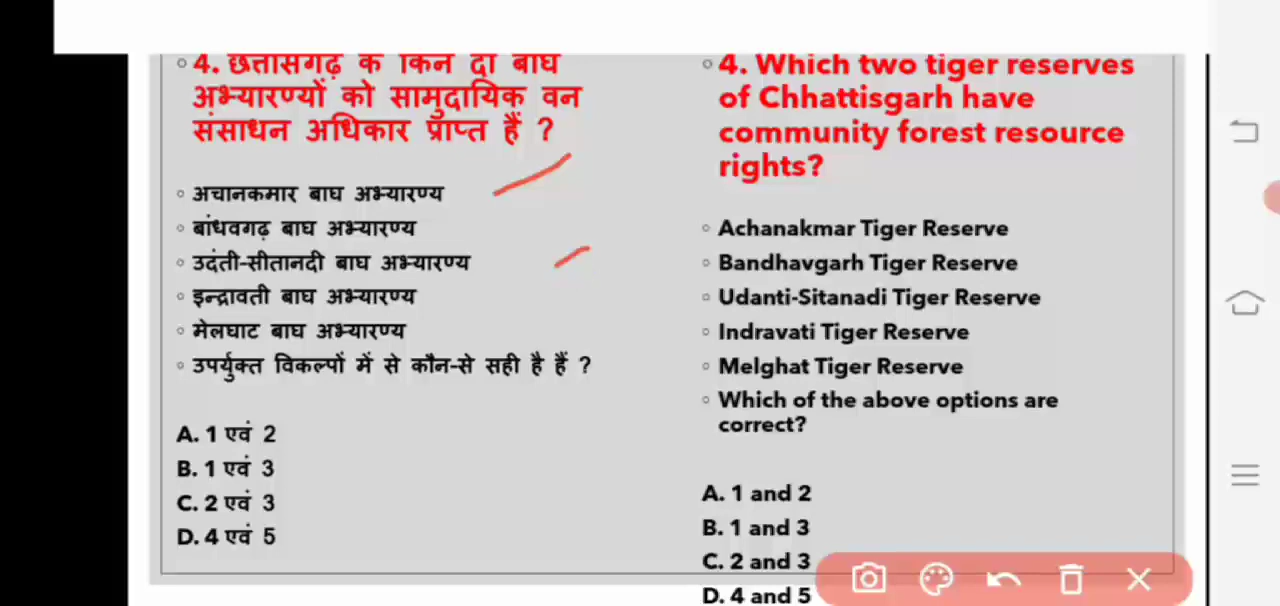 4. छत्तीसगढ़ के किन दो बाघ
अभ्यारण्यों को सामुदायिक वन
संसाधन अधिकार प्राप्त हैं ?
अचानकमार बाघ अभ्यारण्य
बांधवगढ़ बाघ अभ्यारण्य
उदंती-सीतानदी बाघ अभ्यारण्य
इन्द्रावती बाघ अभ्यारण्य
मेलघाट बाघ अभ्यारण्य
उपर्युक्त विकल्पों में से कौन-से सही है हैं ?
A. 1 एवं 2
B. 1 एवं 3
C. 2 एवं 3
D. 4 एवं 5
4. Which two tiger reserves
of Chhattisgarh have
community forest resource
rights?
Achanakmar Tiger Reserve
Bandhavgarh Tiger Reserve
Udanti-Sitanadi Tiger Reserve
Indravati Tiger Reserve
Melghat Tiger Reserve
Which of the above options are
correct?
A. 1 and 2
B. 1 and 3
C. 2 and 3
D. 4 and 5